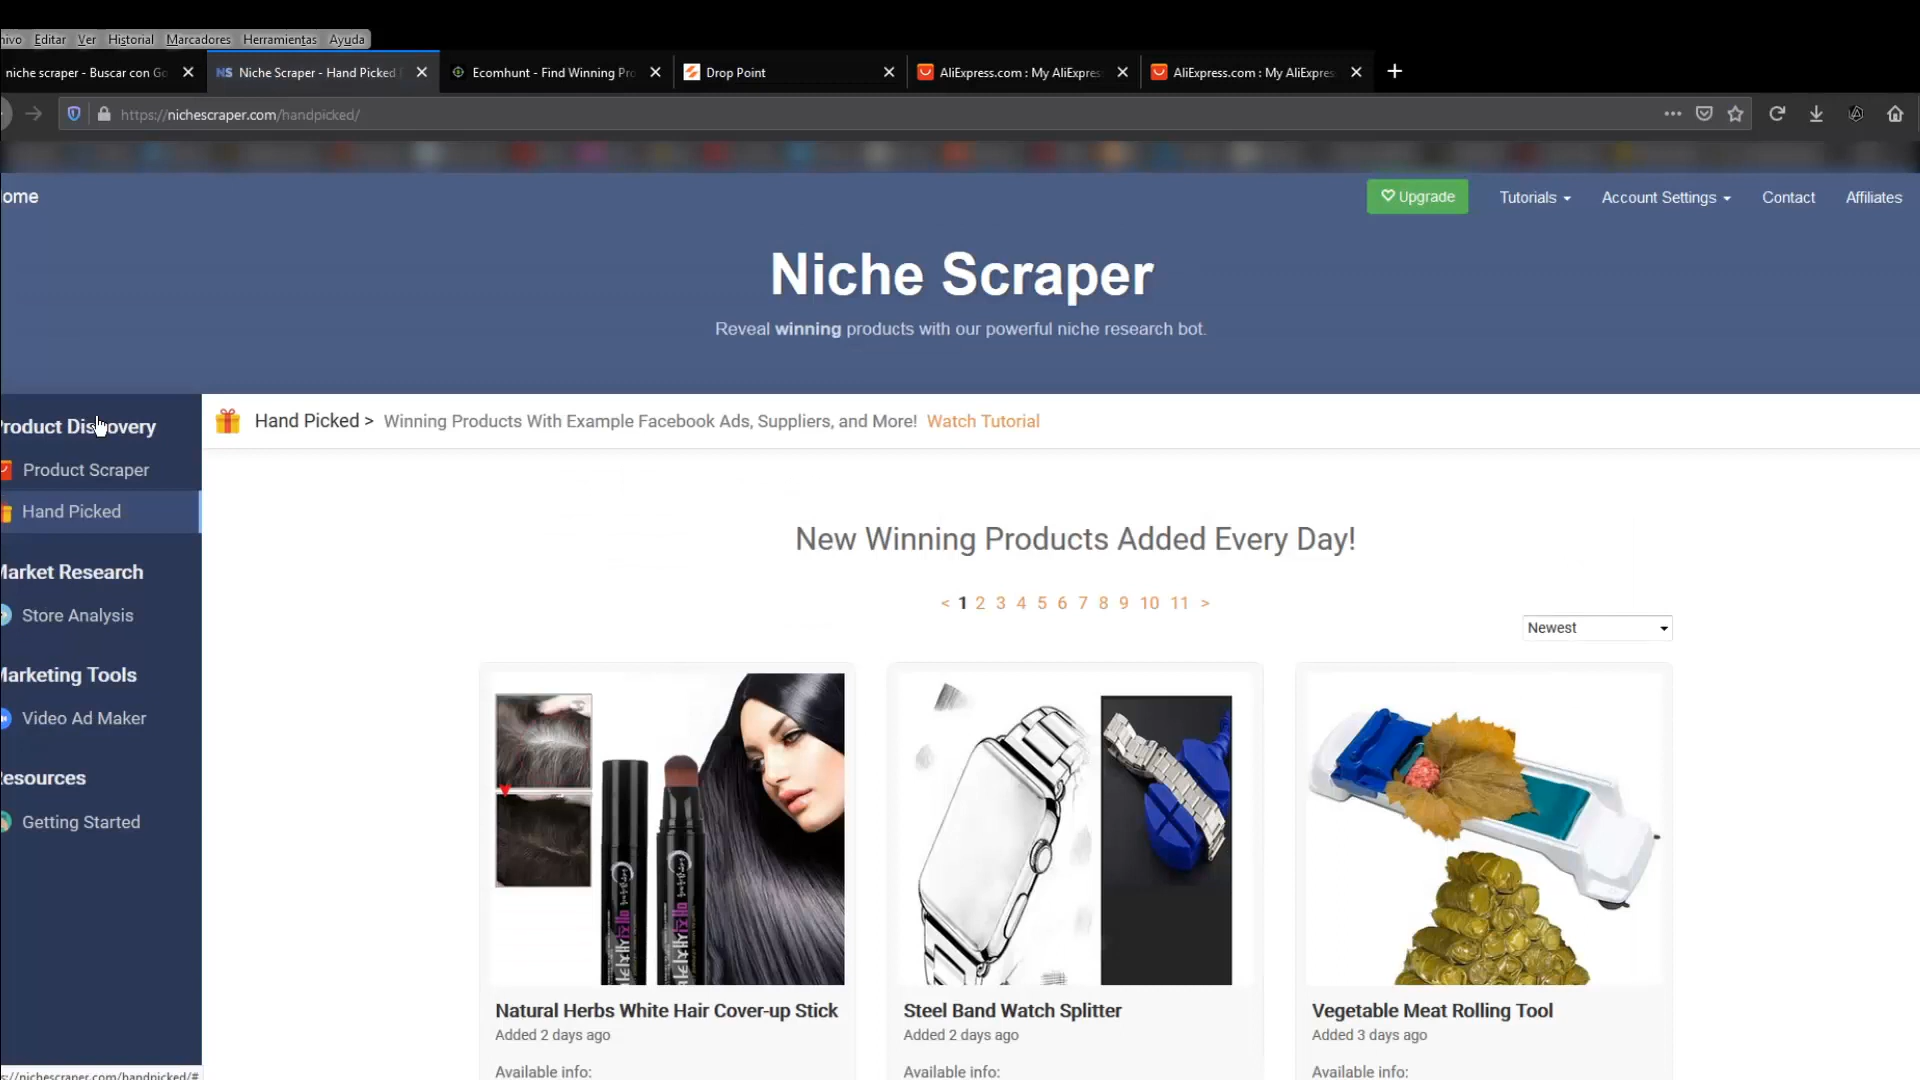 hivo Editar Ver Historial Marcadores Herramientas Ayuda
niche scraper - Buscar con Go
Niche Scraper - Hand Picked
Ecomhunt - Find Winning Pro
Drop Point
AliExpress.com : My AliExpres
AliExpress.com : My AliExpres
https://nichescraper.com/handpicked/
ome
Upgrade
Tutorials
Account Settings
Contact
Affiliates
Niche Scraper
Reveal winning products with our powerful niche research bot.
Product Discovery
Product Scraper
Hand Picked
Market Research
Store Analysis
Marketing Tools
Video Ad Maker
esources
Getting Started
Hand Picked > Winning Products With Example Facebook Ads, Suppliers, and More! Watch Tutorial
New Winning Products Added Every Day!
< 1 2 3 4 5 6 7 8 9 10 11 >
Newest
Natural Herbs White Hair Cover-up Stick
Added 2 days ago
Available info:
Steel Band Watch Splitter
Added 2 days ago
Available info:
Vegetable Meat Rolling Tool
Added 3 days ago
Available info:
s://nichescraper.com/handpicked/#